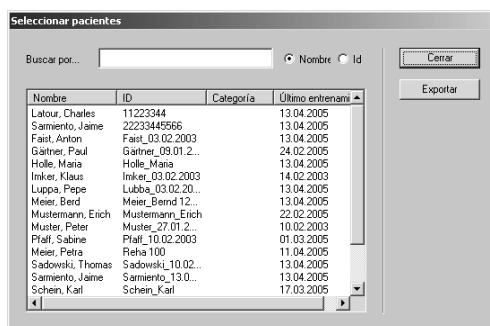 Seleccionar pacientes
Buscar por... Nombre Id
Cerrar
Exportar
Nombre ID Categoría Último entrenami
Latour, Charles 11223344 13.04.2005
Sarmiento, Jaime 22233445566 13.04.2005
Faist, Anton Faist_03.02.2003 13.04.2005
Gärtner, Paul Gärtner_09.01.2... 24.02.2005
Holle, Maria Holle_Maria 13.04.2005
Imker, Klaus Imker_03.02.2003 14.02.2003
Luppa, Pepe Lubba_03.02.20... 13.04.2005
Meier, Berd Meier_Bernd 12... 13.04.2005
Mustermann, Erich Mustermann_Erich 22.02.2005
Muster, Peter Muster_27.01.2... 10.02.2003
Pfaff, Sabine Pfaff_10.02.2003 01.03.2005
Meier, Petra Reha 100 11.04.2005
Sadowski, Thomas Sadowski_10.02... 13.04.2005
Sarmiento, Jaime Sarmiento_13.0... 13.04.2005
Schein, Karl Schein_Karl 17.03.2005